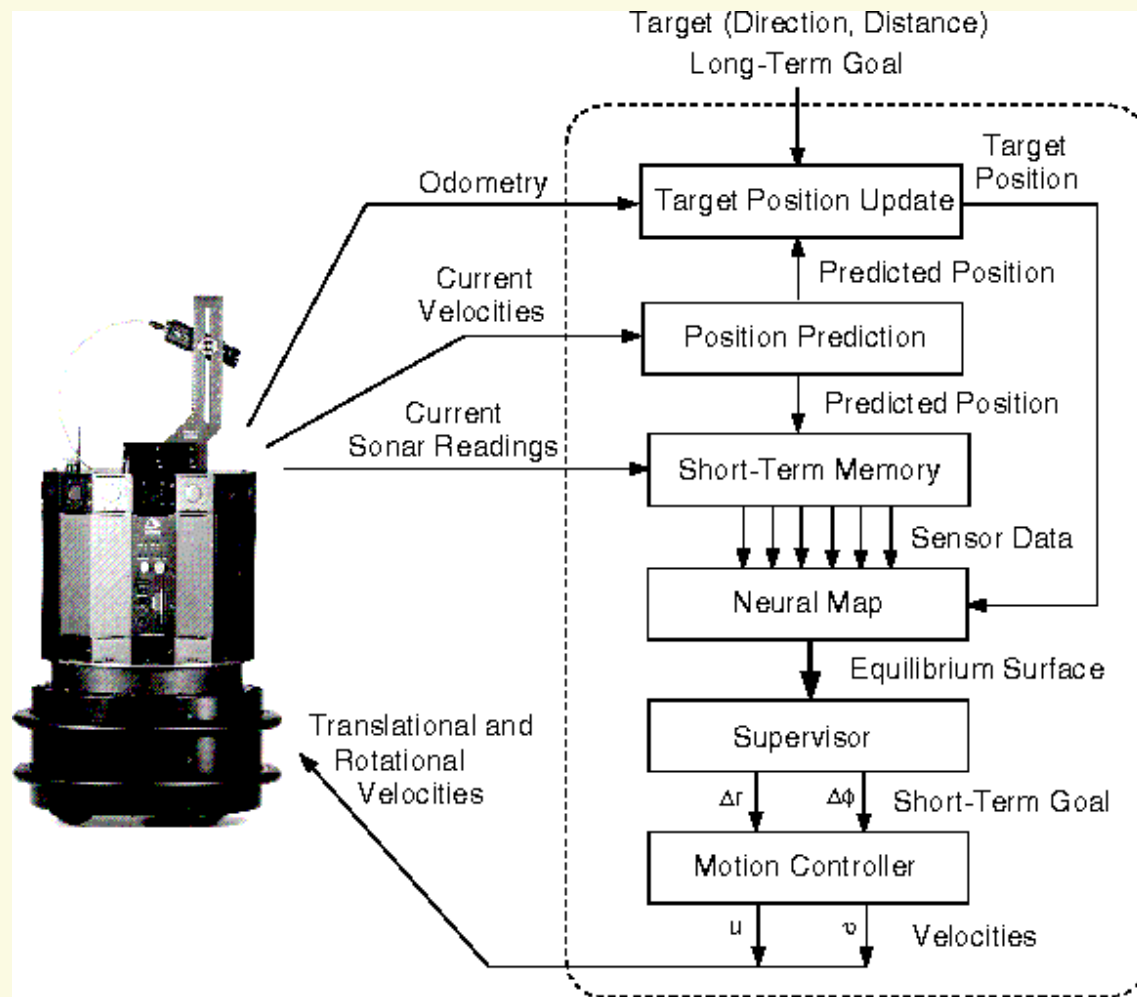 Target (Direction, Distance)
Long-Term Goal
Target
Position
Odometry
Target Position Update
Predicted Position
Current
Velocities
Position Prediction
Predicted Position
Current
Sonar Readings
Short-Term Memory
Sensor Data
Neural Map
Equilibrium Surface
Translational and
Rotational
Velocities
Supervisor
Δr
Δϕ
Short-Term Goal
Motion Controller
u
υ
Velocities